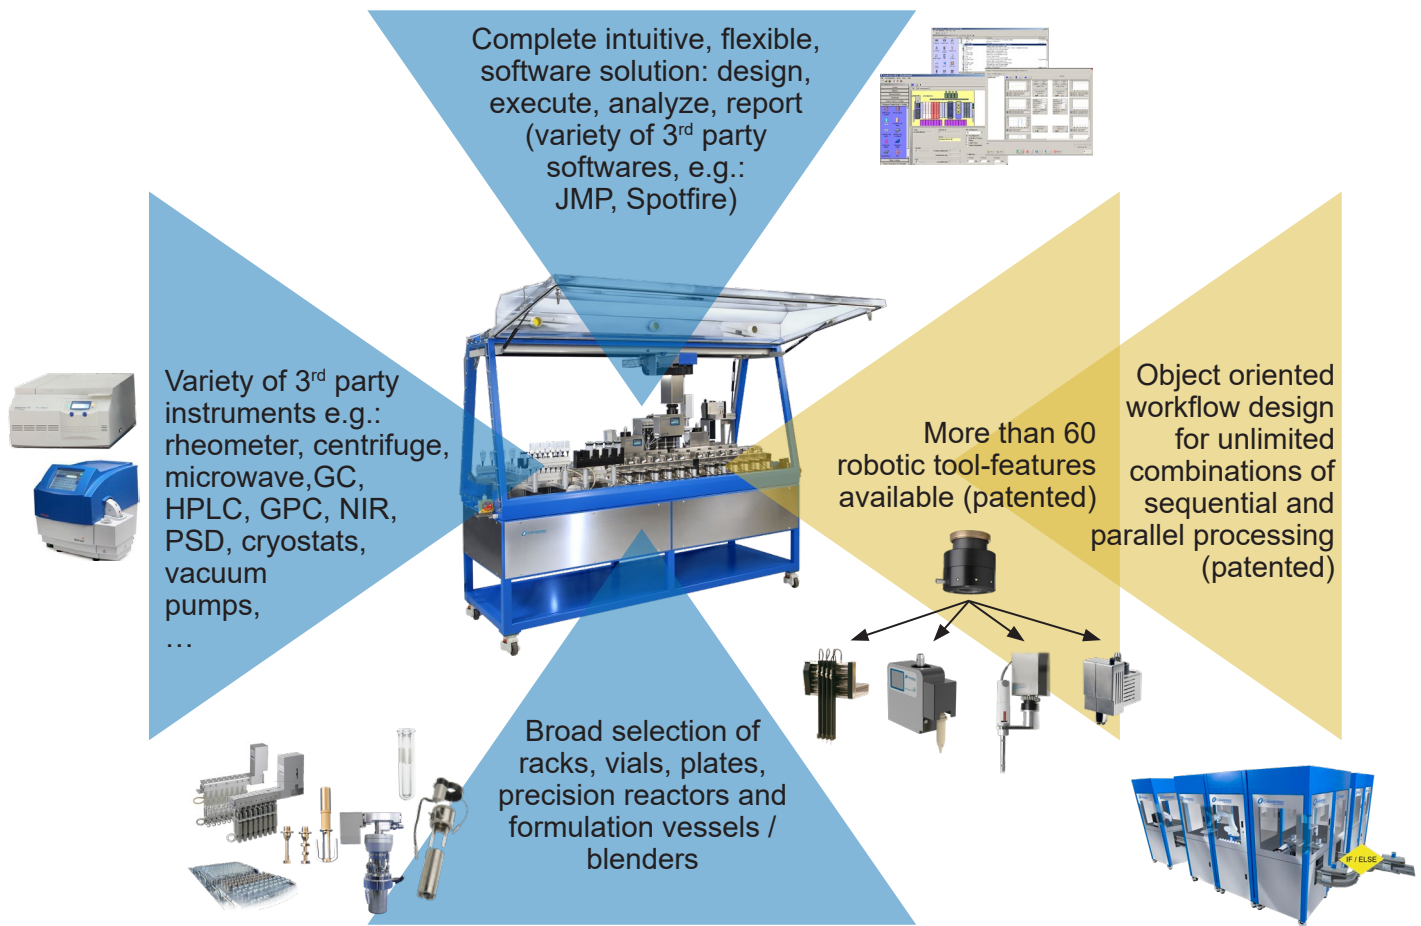 Complete intuitive, flexible,
software solution: design,
execute, analyze, report
(variety of 3rd party
softwares, e.g.:
JMP, Spotfire)
Variety of 3rd party
instruments e.g.:
rheometer, centrifuge,
microwave,GC,
HPLC, GPC, NIR,
PSD, cryostats,
vacuum
pumps,
…
More than 60
robotic tool-features
available (patented)
Object oriented
workflow design
for unlimited
combinations of
sequential and
parallel processing
(patented)
Broad selection of
racks, vials, plates,
precision reactors and
formulation vessels /
blenders
IF / ELSE